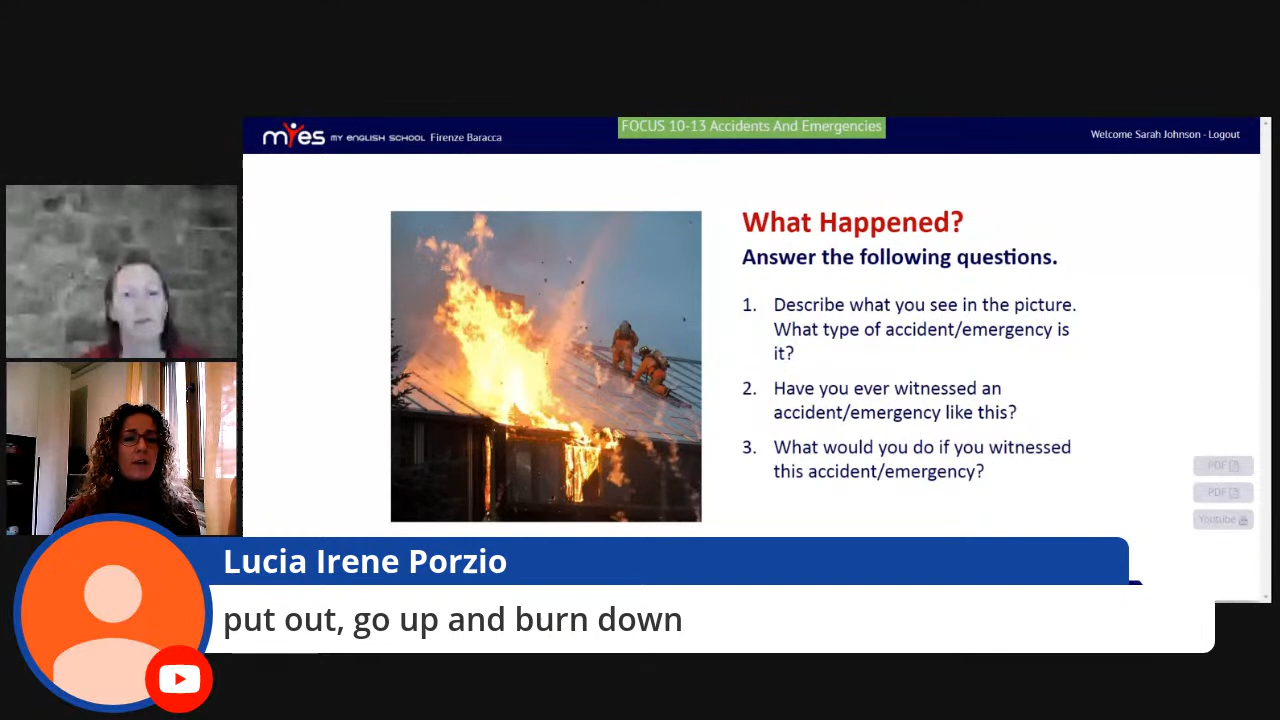 myes MY ENGLISH SCHOOL Firenze Baracca
FOCUS 10-13 Accidents And Emergencies
Welcome Sarah Johnson - Logout
What Happened?
Answer the following questions.
1. Describe what you see in the picture.
What type of accident/emergency is
it?
2. Have you ever witnessed an
accident/emergency like this?
3. What would you do if you witnessed
this accident/emergency?
PDF
PDF
Youtube
Lucia Irene Porzio
put out, go up and burn down